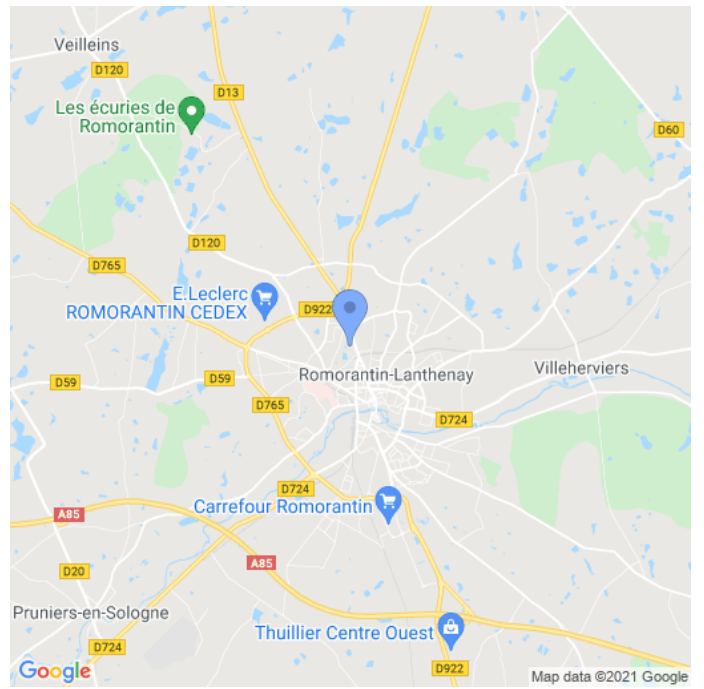 Veilleins
D120
D13
Les écuries de
Romorantin
D60
D120
D765
E.Leclerc
ROMORANTIN CEDEX
D922
Romorantin-Lanthenay
Villeherviers
D59
D59
D765
D724
D724
Carrefour Romorantin
A85
A85
D20
Pruniers-en-Sologne
Thuillier Centre Ouest
D724
D922
Google
Map data ©2021 Google